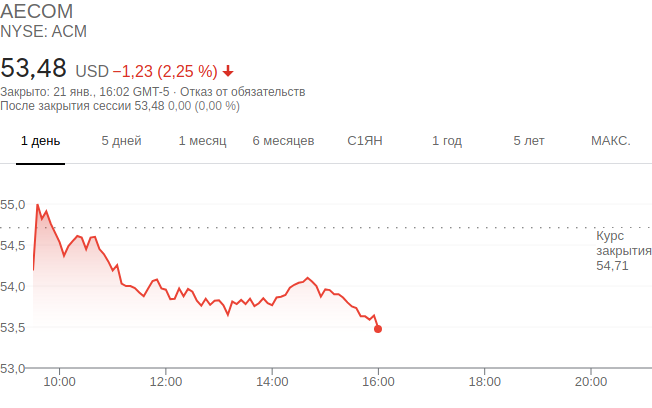 AECOM
NYSE: ACM
53,48 USD −1,23 (2,25 %)
Закрыто: 21 янв., 16:02 GMT-5 · Отказ от обязательств
После закрытия сессии 53,48 0,00 (0,00 %)
1 день 5 дней 1 месяц 6 месяцев С1ЯН 1 год 5 лет МАКС.
55,0
Курс
закрытия
54,71
54,5
54,0
53,5
53,0
10:00 12:00 14:00 16:00 18:00 20:00